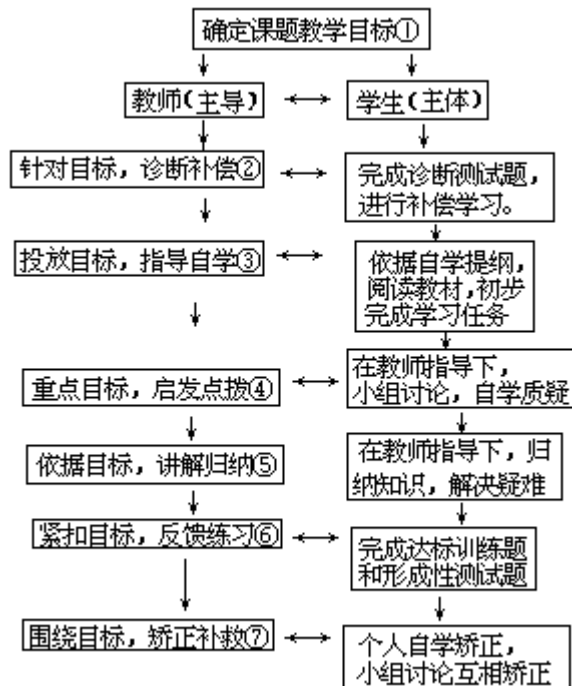 确定课题教学目标①
教师(主导)
学生(主体)
针对目标，诊断补偿②
完成诊断测试题，
进行补偿学习。
投放目标，指导自学③
依据自学提纲，
阅读教材，初步
完成学习任务
重点目标，启发点拨④
在教师指导下，
小组讨论，自学质疑
依据目标，讲解归纳⑤
在教师指导下，归
纳知识，解决疑难
紧扣目标，反馈练习⑥
完成达标训练题
和形成性测试题
围绕目标，矫正补救⑦
个人自学矫正，
小组讨论互相矫正